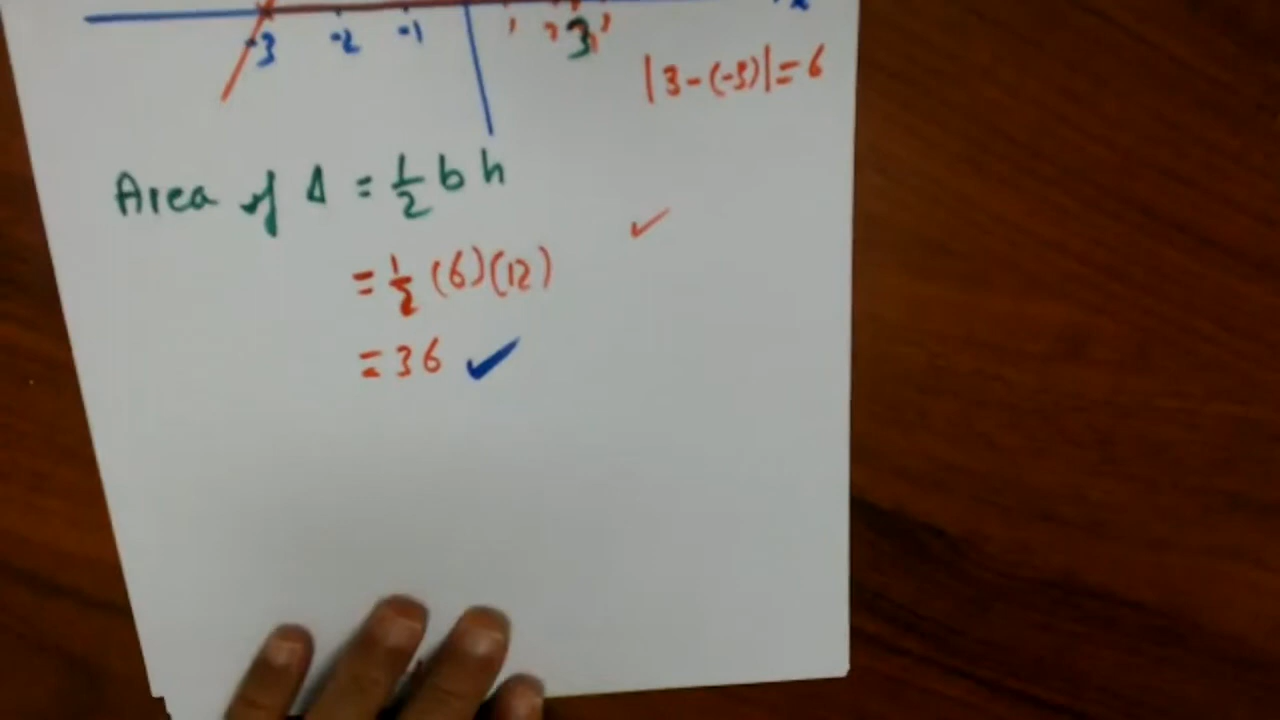 -3 -2 -1 3
|3-(-3)|=6
Area of Δ = 1/2 b h
= 1/2 (6)(12)
= 36 ✓